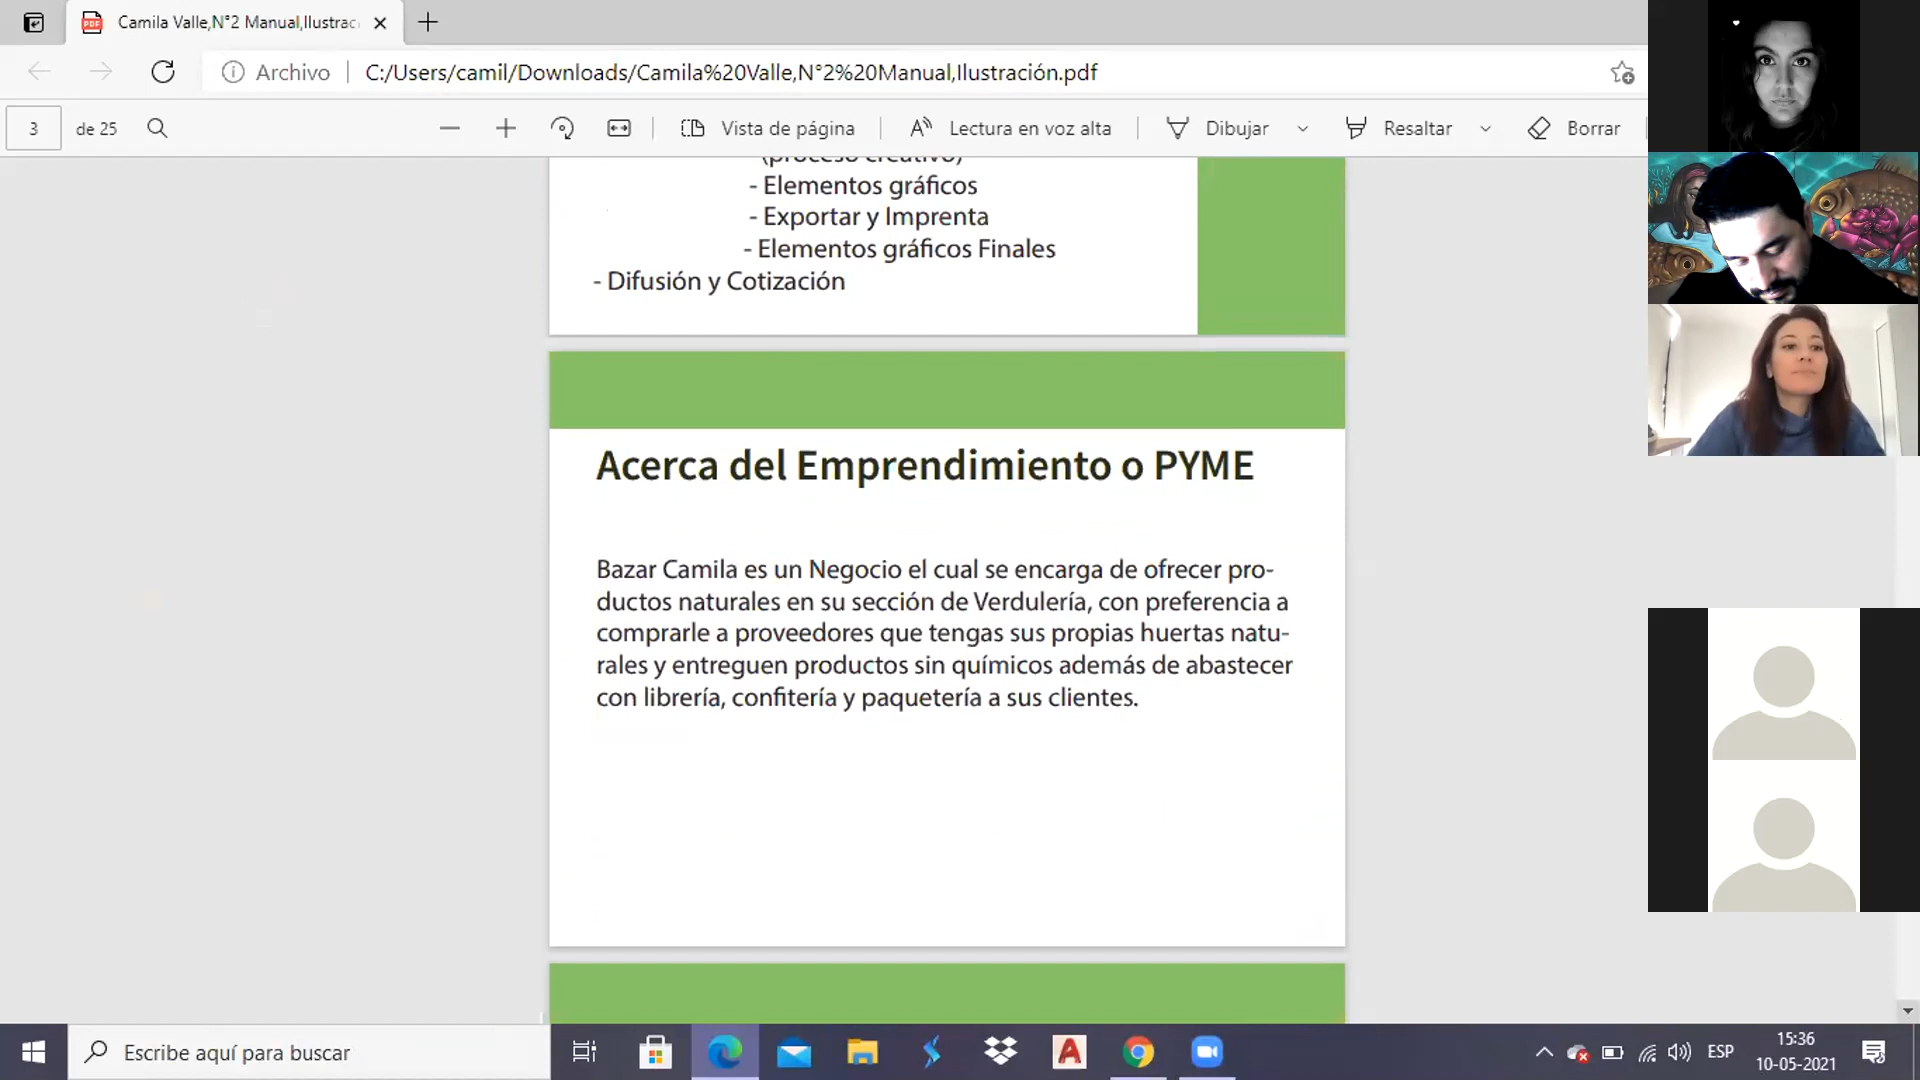 Camila Valle,N°2 Manual,Ilustrac
Archivo
C:/Users/camil/Downloads/Camila%20Valle,N°2%20Manual,Ilustración.pdf
3
de 25
Vista de página
Lectura en voz alta
Dibujar
Resaltar
Borrar
(proceso creativo)
- Elementos gráficos
- Exportar y Imprenta
- Elementos gráficos Finales
- Difusión y Cotización
Acerca del Emprendimiento o PYME
Bazar Camila es un Negocio el cual se encarga de ofrecer pro-
ductos naturales en su sección de Verdulería, con preferencia a
comprarle a proveedores que tengas sus propias huertas natu-
rales y entreguen productos sin químicos además de abastecer
con librería, confitería y paquetería a sus clientes.
Escribe aquí para buscar
ESP
15:36
10-05-2021